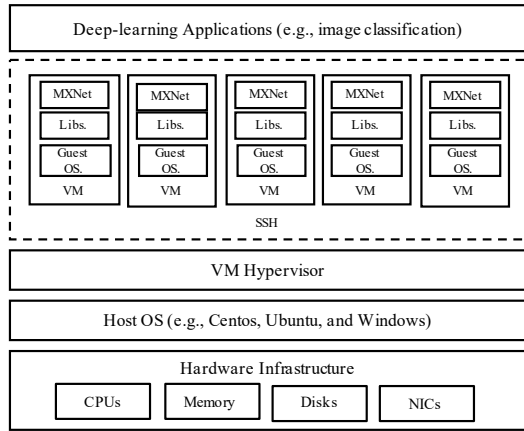 Deep-learning Applications (e.g., image classification)
MXNet MXNet MXNet MXNet MXNet
Libs. Libs. Libs. Libs. Libs.
Guest Guest Guest Guest Guest
OS. OS. OS. OS. OS.
VM VM VM VM VM
SSH
VM Hypervisor
Host OS (e.g., Centos, Ubuntu, and Windows)
Hardware Infrastructure
CPUs Memory Disks NICs